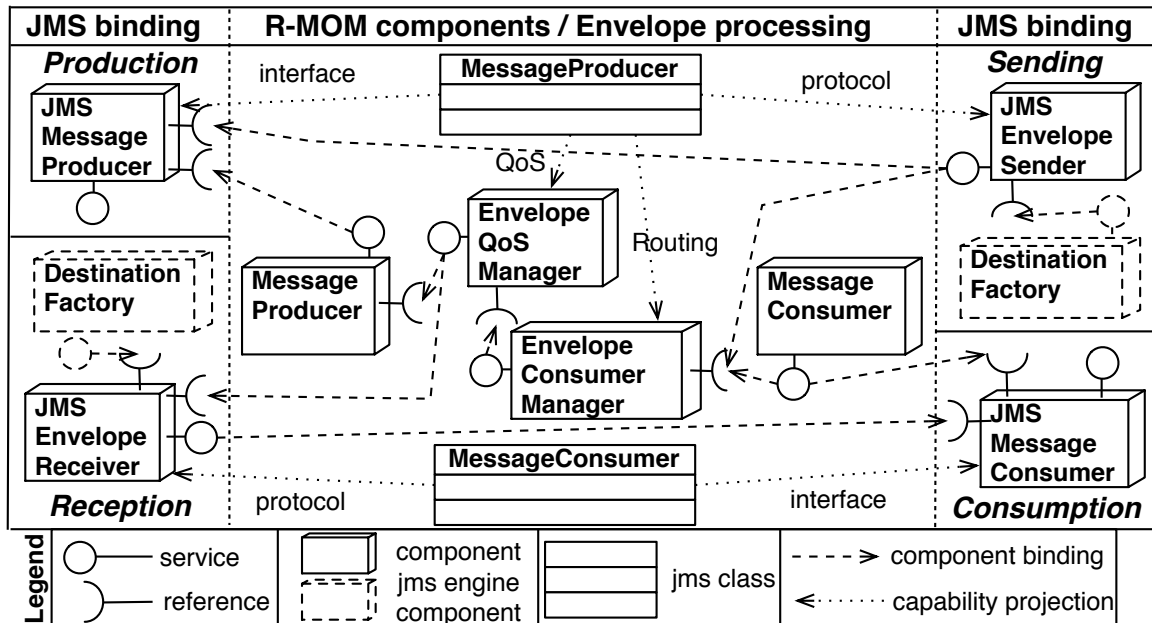 JMS binding
R-MOM components / Envelope processing
JMS binding
Production
interface
MessageProducer
protocol
Sending
JMS
Message
Producer
JMS
Envelope
Sender
QoS
Envelope
QoS
Manager
Routing
Destination
Factory
Message
Producer
Message
Consumer
Destination
Factory
Envelope
Consumer
Manager
JMS
Envelope
Receiver
JMS
Message
Consumer
MessageConsumer
Reception
protocol
interface
Consumption
Legend
service
reference
component
jms engine
component
jms class
component binding
capability projection